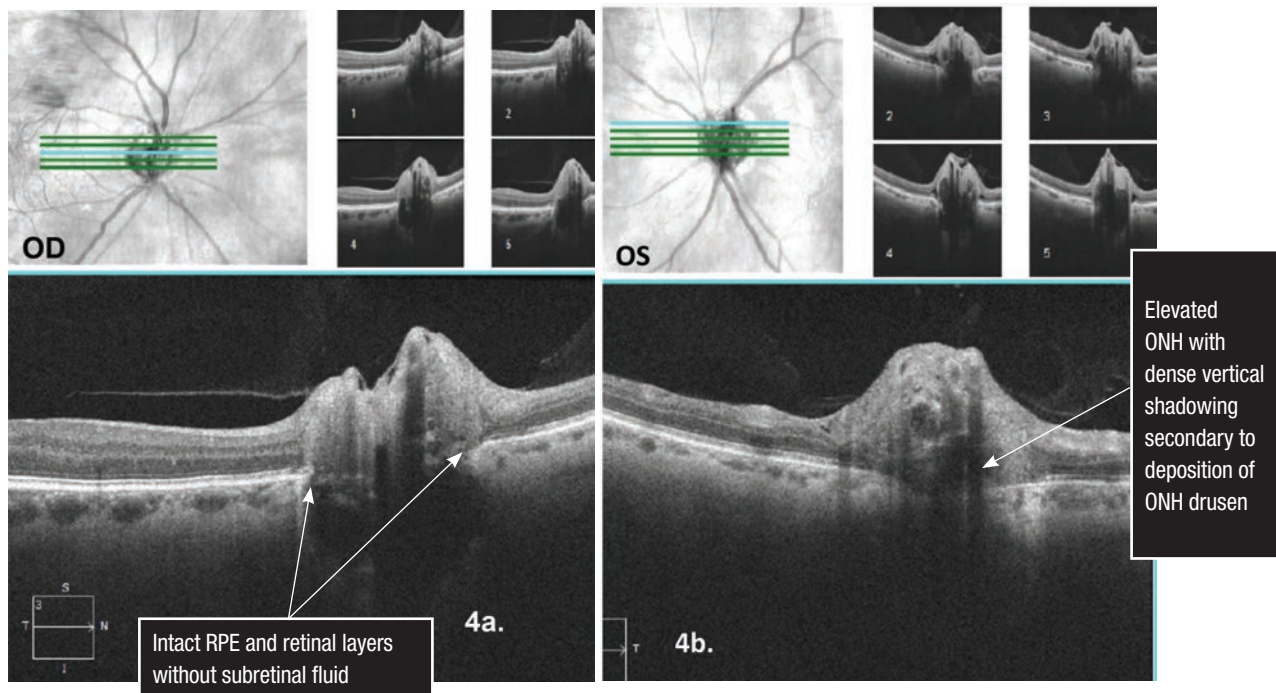 1
2
4
5
OD
2
3
4
5
OS
S
3
T
N
I
4a.
Intact RPE and retinal layers
without subretinal fluid
T
4b.
Elevated
ONH with
dense vertical
shadowing
secondary to
deposition of
ONH drusen